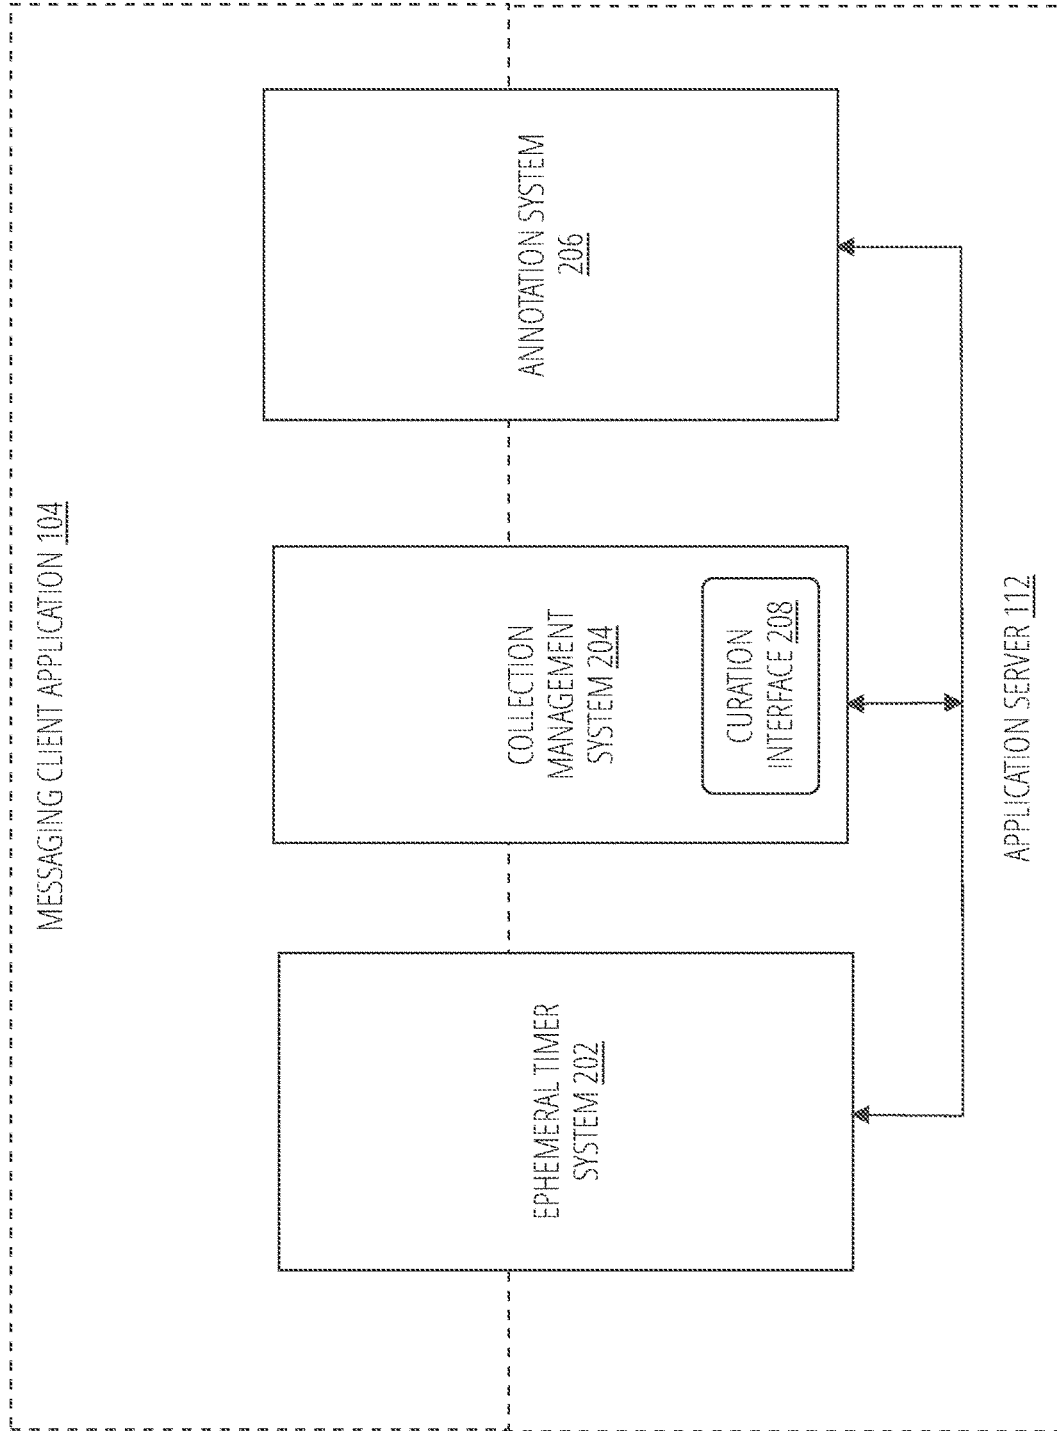 MESSAGING CLIENT APPLICATION 104
EPHEMERAL TIMER
SYSTEM 202
COLLECTION
MANAGEMENT
SYSTEM 204
CURATION
INTERFACE 208
ANNOTATION SYSTEM
206
APPLICATION SERVER 112